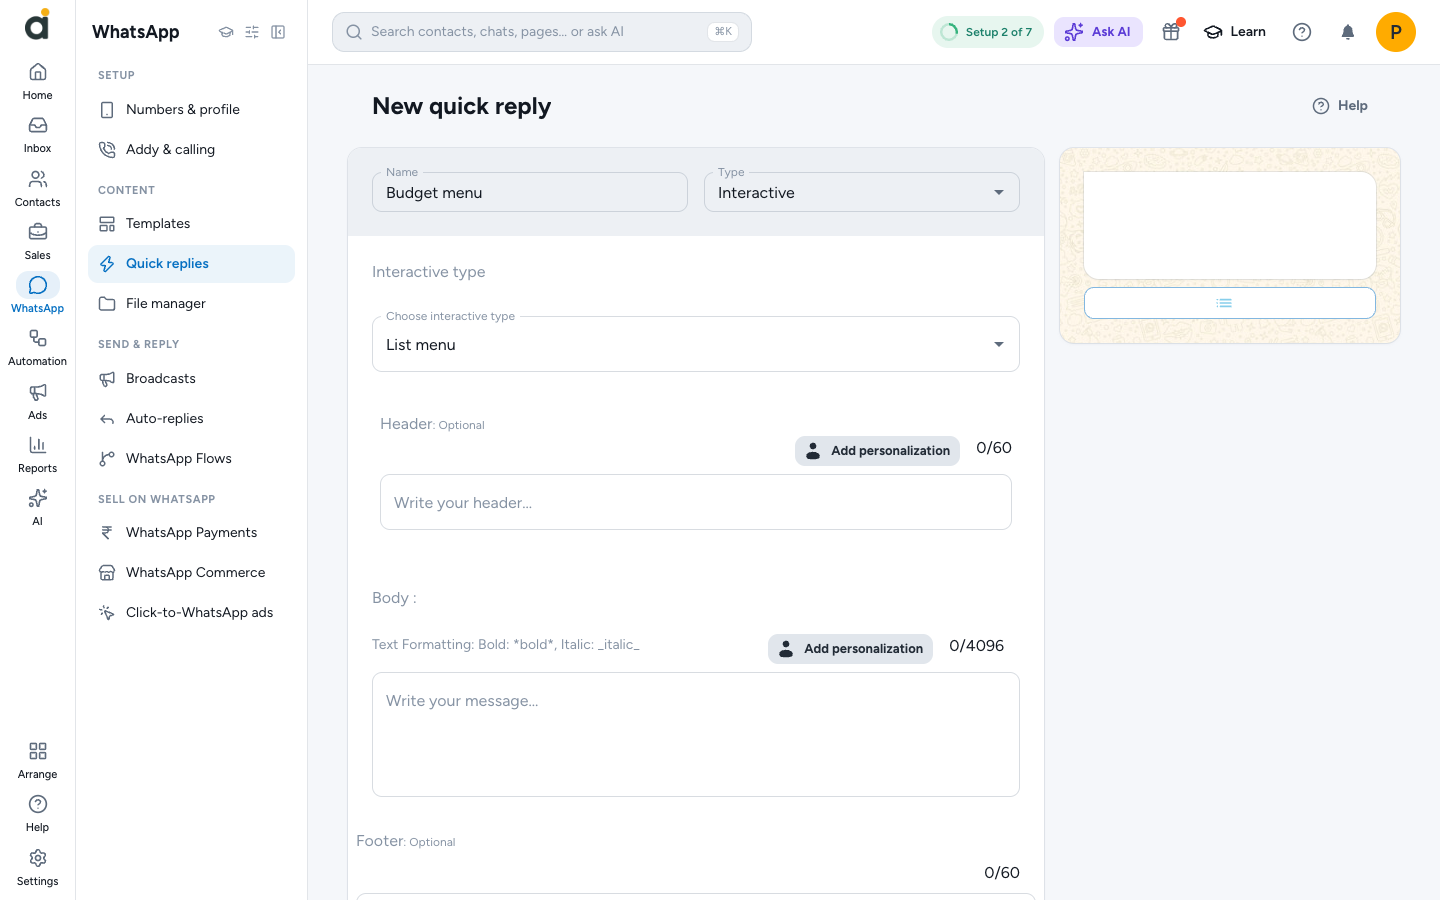 WhatsApp
Search contacts, chats, pages... or ask AI
⌘K
Setup 2 of 7
Ask AI
Learn
P
Home
Inbox
Contacts
Sales
WhatsApp
Automation
Ads
Reports
AI
Arrange
Help
Settings
SETUP
Numbers & profile
Addy & calling
CONTENT
Templates
Quick replies
File manager
SEND & REPLY
Broadcasts
Auto-replies
WhatsApp Flows
SELL ON WHATSAPP
WhatsApp Payments
WhatsApp Commerce
Click-to-WhatsApp ads
New quick reply
Help
Name
Budget menu
Type
Interactive
Interactive type
Choose interactive type
List menu
Header: Optional
Add personalization
0/60
Write your header...
Body :
Text Formatting: Bold: *bold*, Italic: _italic_
Add personalization
0/4096
Write your message...
Footer: Optional
0/60